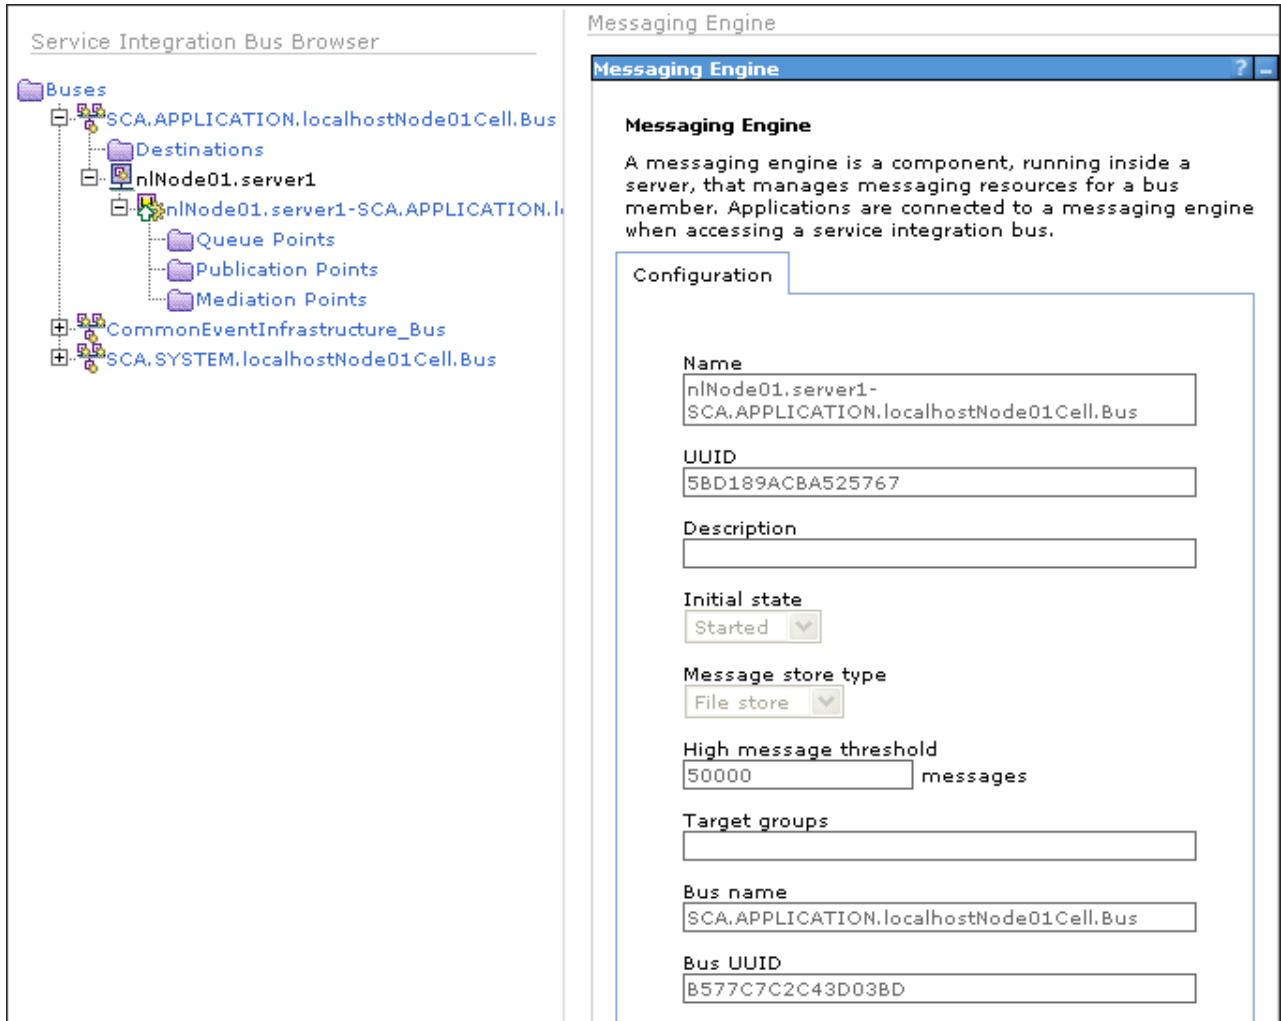 Service Integration Bus Browser
Buses
SCA.APPLICATION.localhostNode01Cell.Bus
Destinations
nlNode01.server1
nlNode01.server1-SCA.APPLICATION.l
Queue Points
Publication Points
Mediation Points
CommonEventInfrastructure_Bus
SCA.SYSTEM.localhostNode01Cell.Bus
Messaging Engine
Messaging Engine ? –
Messaging Engine
A messaging engine is a component, running inside a
server, that manages messaging resources for a bus
member. Applications are connected to a messaging engine
when accessing a service integration bus.
Configuration
Name
nlNode01.server1-
SCA.APPLICATION.localhostNode01Cell.Bus
UUID
5BD189ACBA525767
Description
Initial state
Started
Message store type
File store
High message threshold
50000 messages
Target groups
Bus name
SCA.APPLICATION.localhostNode01Cell.Bus
Bus UUID
B577C7C2C43D03BD